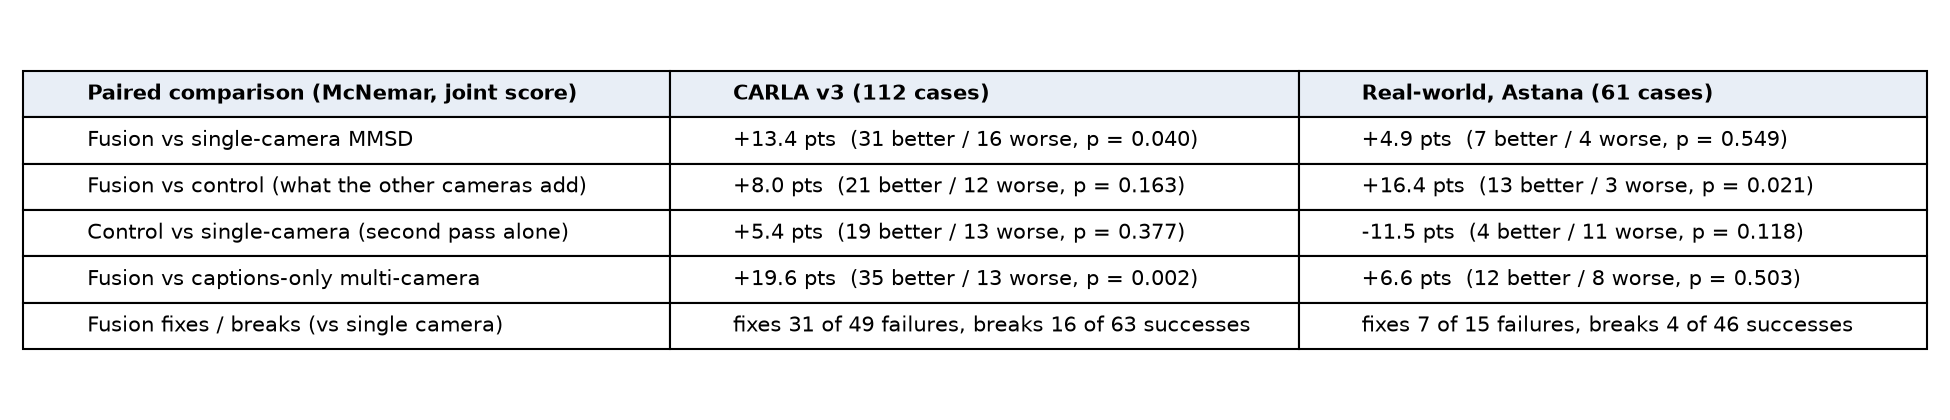 Paired comparison (McNemar, joint score) CARLA v3 (112 cases) Real-world, Astana (61 cases)
Fusion vs single-camera MMSD +13.4 pts (31 better / 16 worse, p = 0.040) +4.9 pts (7 better / 4 worse, p = 0.549)
Fusion vs control (what the other cameras add) +8.0 pts (21 better / 12 worse, p = 0.163) +16.4 pts (13 better / 3 worse, p = 0.021)
Control vs single-camera (second pass alone) +5.4 pts (19 better / 13 worse, p = 0.377) -11.5 pts (4 better / 11 worse, p = 0.118)
Fusion vs captions-only multi-camera +19.6 pts (35 better / 13 worse, p = 0.002) +6.6 pts (12 better / 8 worse, p = 0.503)
Fusion fixes / breaks (vs single camera) fixes 31 of 49 failures, breaks 16 of 63 successes fixes 7 of 15 failures, breaks 4 of 46 successes